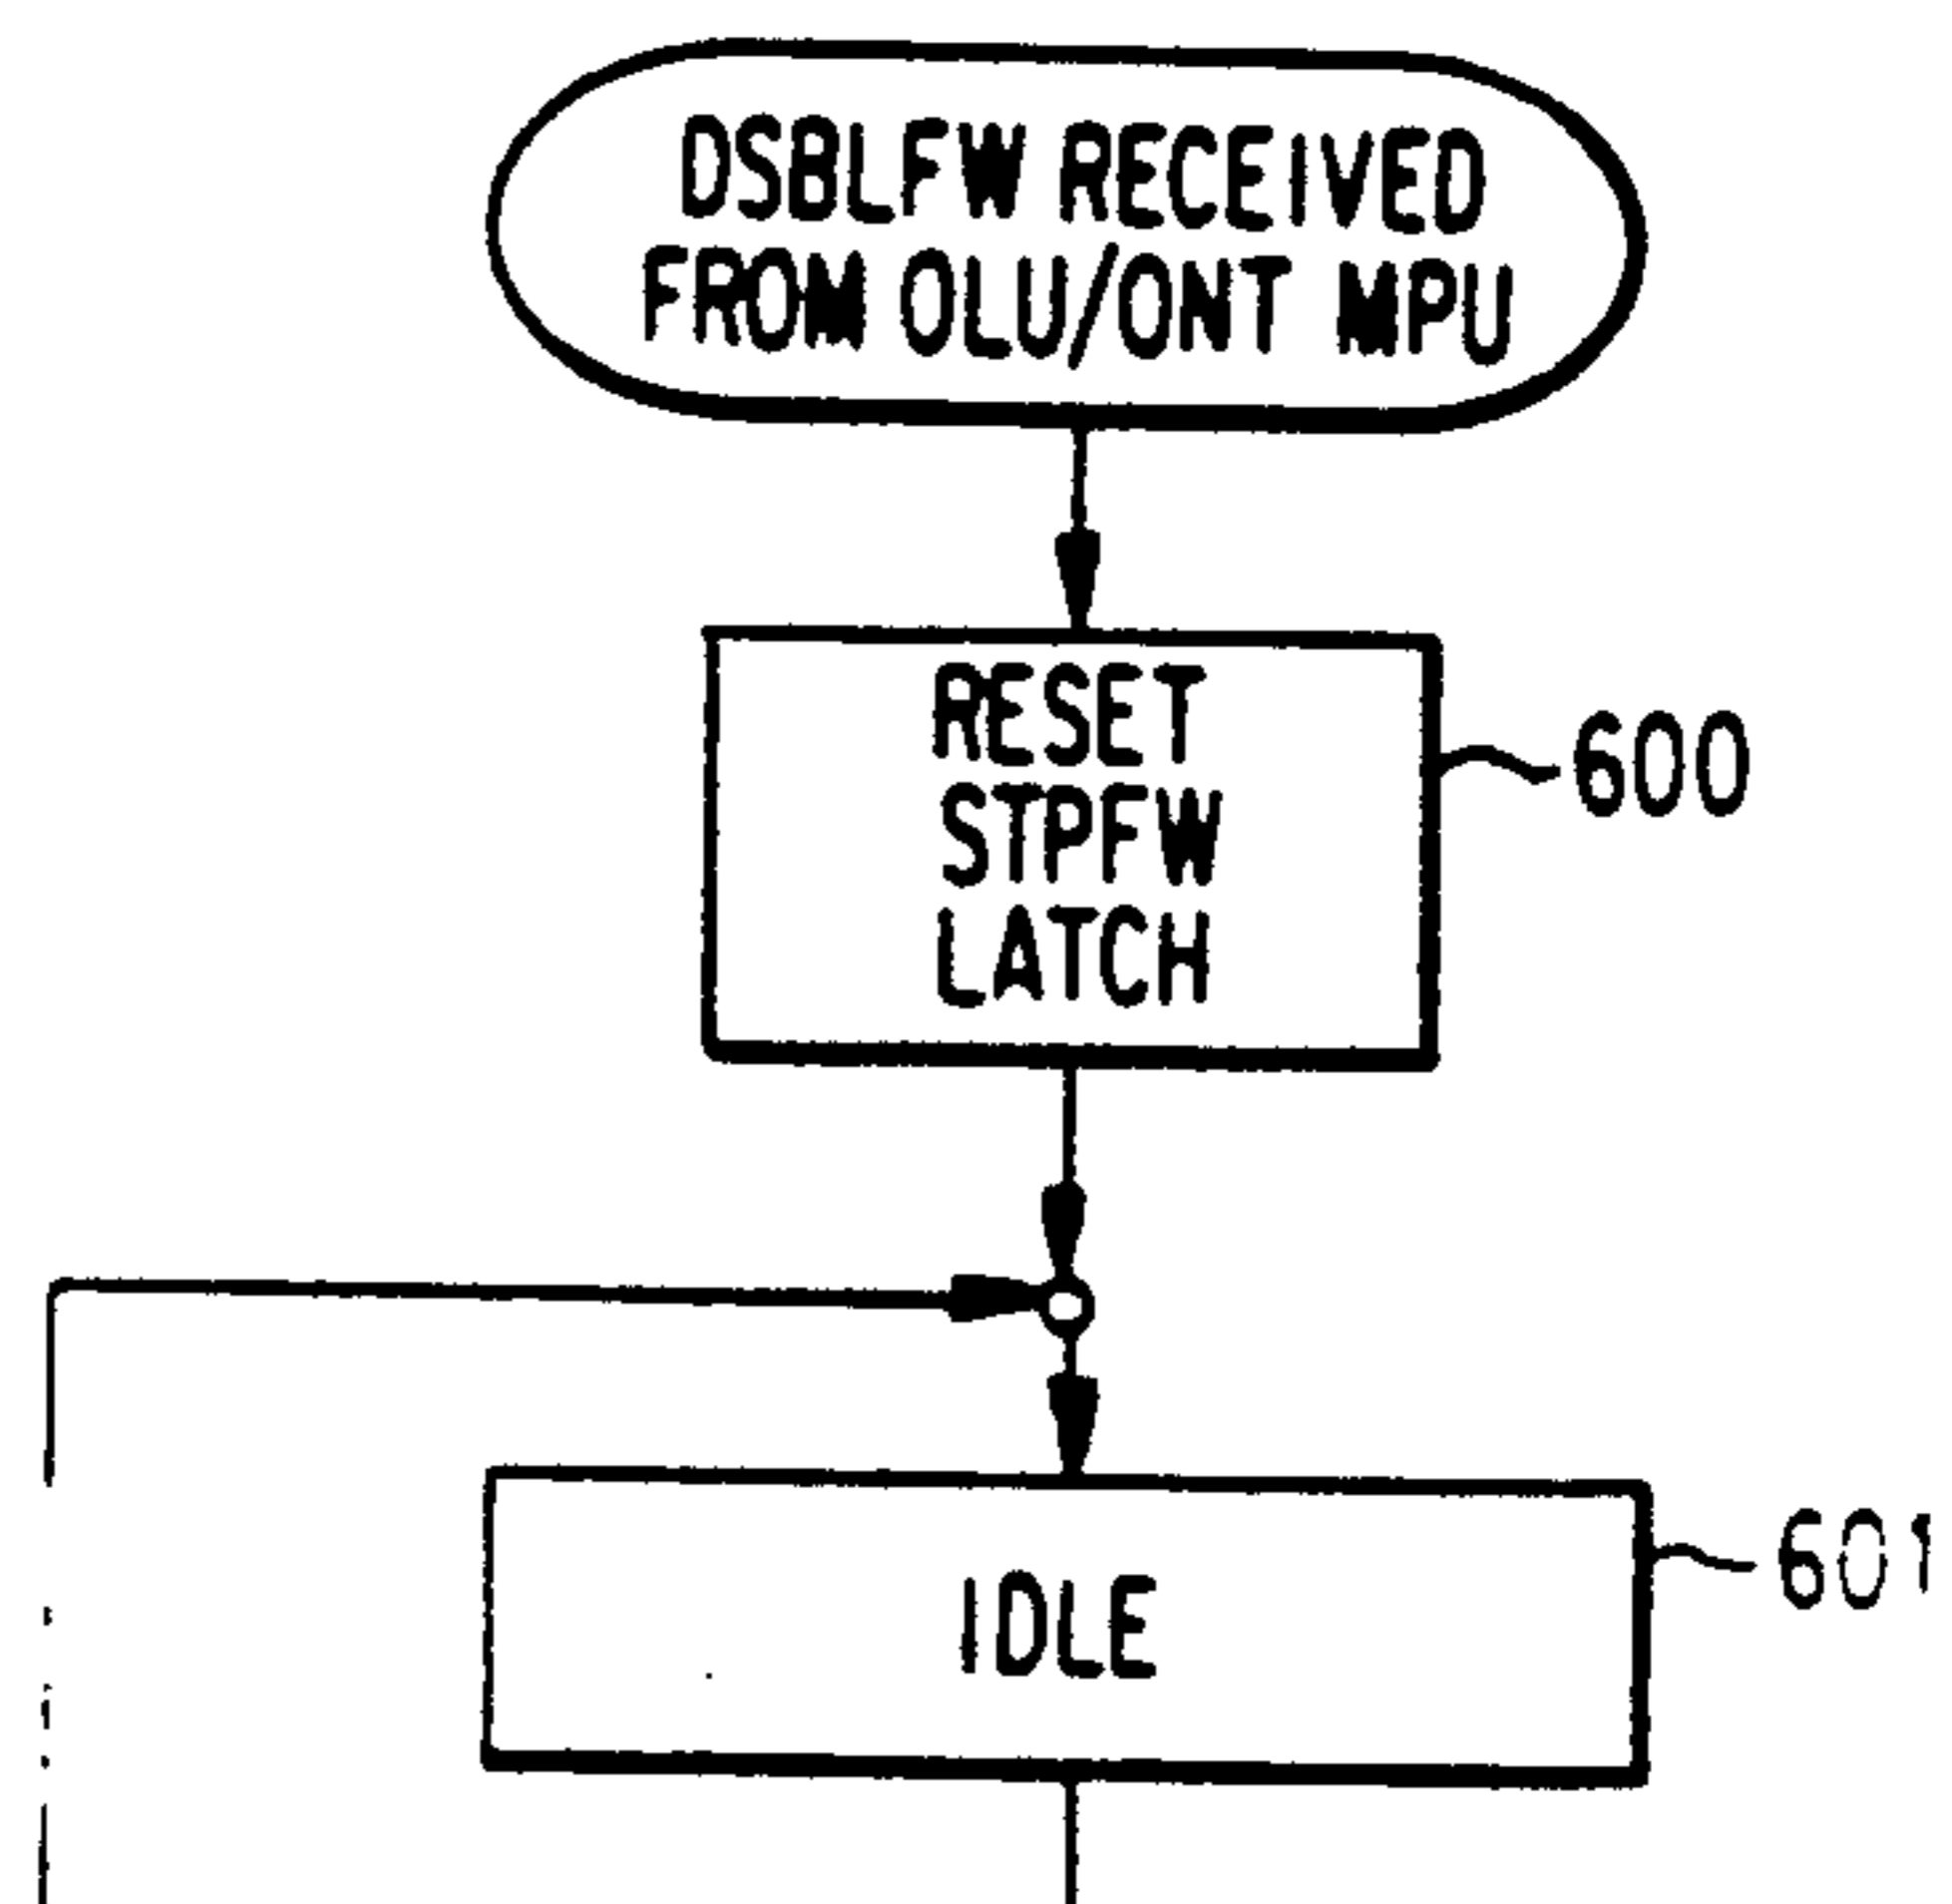 DSBLFW RECEIVED
FROM OLU/ONT MPU
RESET
STPFW
LATCH
600
601
IDLE